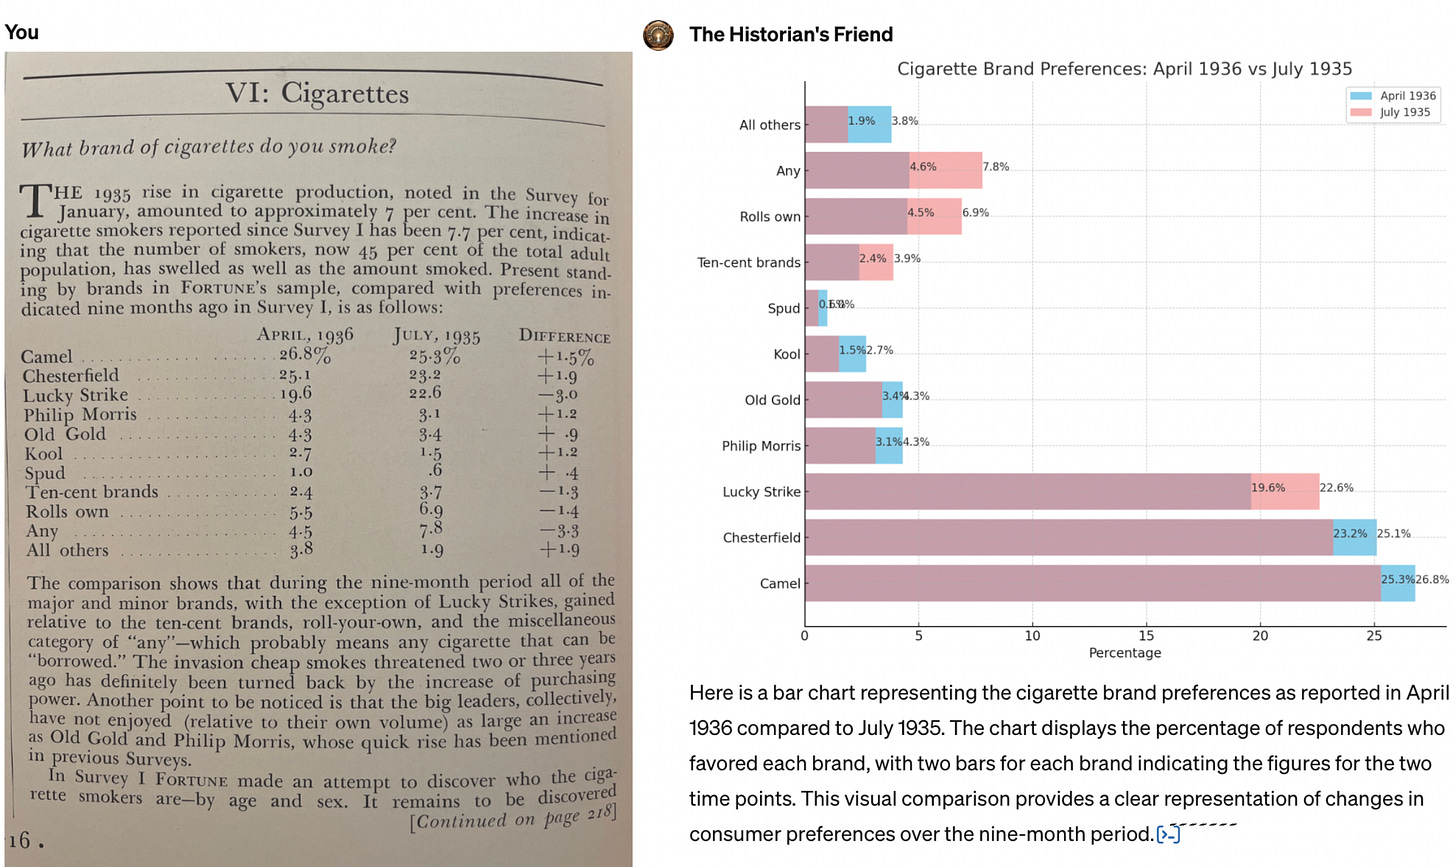 You
VI: Cigarettes
What brand of cigarettes do you smoke?
THE 1935 rise in cigarette production, noted in the Survey for
January, amounted to approximately 7 per cent. The increase in
cigarette smokers reported since Survey I has been 7.7 per cent, indicat-
ing that the number of smokers, now 45 per cent of the total adult
population, has swelled as well as the amount smoked. Present stand-
ing by brands in FORTUNE's sample, compared with preferences in-
dicated nine months ago in Survey I, is as follows:
APRIL, 1936 JULY, 1935 DIFFERENCE
Camel . . . . . . . . . . . . . . . . 26.8% 25.3% +1.5%
Chesterfield . . . . . . . . . . . . 25.1 23.2 +1.9
Lucky Strike . . . . . . . . . . . . 19.6 22.6 —3.0
Philip Morris . . . . . . . . . . . 4.3 3.1 +1.2
Old Gold . . . . . . . . . . . . . 4.3 3.4 + .9
Kool . . . . . . . . . . . . . . . . . 2.7 1.5 +1.2
Spud . . . . . . . . . . . . . . . . 1.0 .6 + .4
Ten-cent brands . . . . . . . . . 2.4 3.7 —1.3
Rolls own . . . . . . . . . . . . . 5.5 6.9 —1.4
Any . . . . . . . . . . . . . . . . . 4.5 7.8 —3.3
All others . . . . . . . . . . . . . 3.8 1.9 +1.9
The comparison shows that during the nine-month period all of the
major and minor brands, with the exception of Lucky Strikes, gained
relative to the ten-cent brands, roll-your-own, and the miscellaneous
category of "any"—which probably means any cigarette that can be
"borrowed." The invasion cheap smokes threatened two or three years
ago has definitely been turned back by the increase of purchasing
power. Another point to be noticed is that the big leaders, collectively,
have not enjoyed (relative to their own volume) as large an increase
as Old Gold and Philip Morris, whose quick rise has been mentioned
in previous Surveys.
In Survey I FORTUNE made an attempt to discover who the ciga-
rette smokers are—by age and sex. It remains to be discovered
[Continued on page 218]
16 .
The Historian's Friend
Cigarette Brand Preferences: April 1936 vs July 1935
April 1936
July 1935
All others 1.9% 3.8%
Any 4.6% 7.8%
Rolls own 4.5% 6.9%
Ten-cent brands 2.4% 3.9%
Spud
Kool 1.5% 2.7%
Old Gold 3.4% 4.3%
Philip Morris 3.1% 4.3%
Lucky Strike 19.6% 22.6%
Chesterfield 23.2% 25.1%
Camel 25.3% 26.8%
0 5 10 15 20 25
Percentage
Here is a bar chart representing the cigarette brand preferences as reported in April
1936 compared to July 1935. The chart displays the percentage of respondents who
favored each brand, with two bars for each brand indicating the figures for the two
time points. This visual comparison provides a clear representation of changes in
consumer preferences over the nine-month period. [>-]